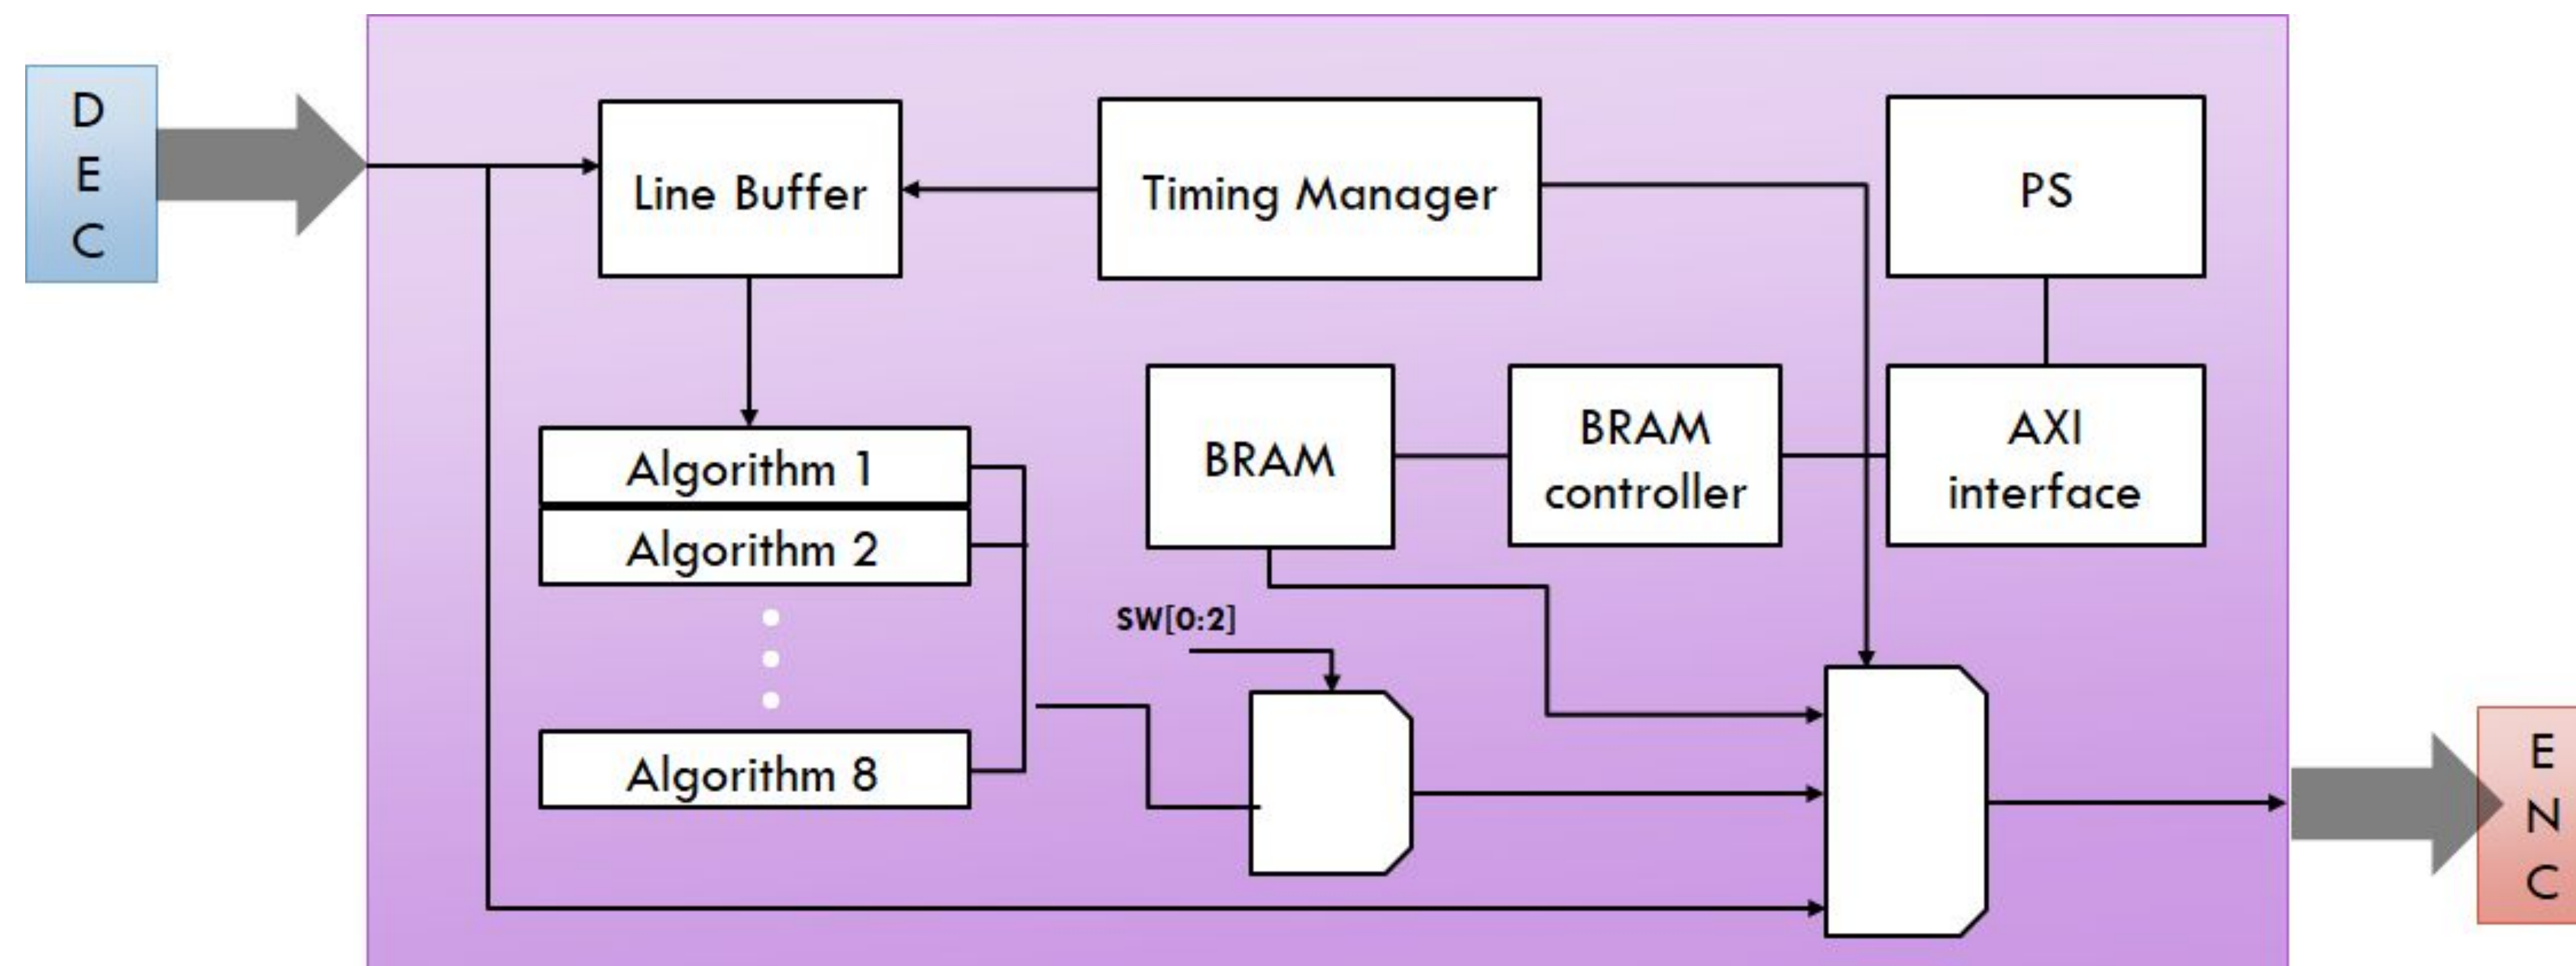 D
E
C
Line Buffer
Timing Manager
PS
Algorithm 1
Algorithm 2
Algorithm 8
BRAM
BRAM
controller
AXI
interface
SW[0:2]
E
N
C